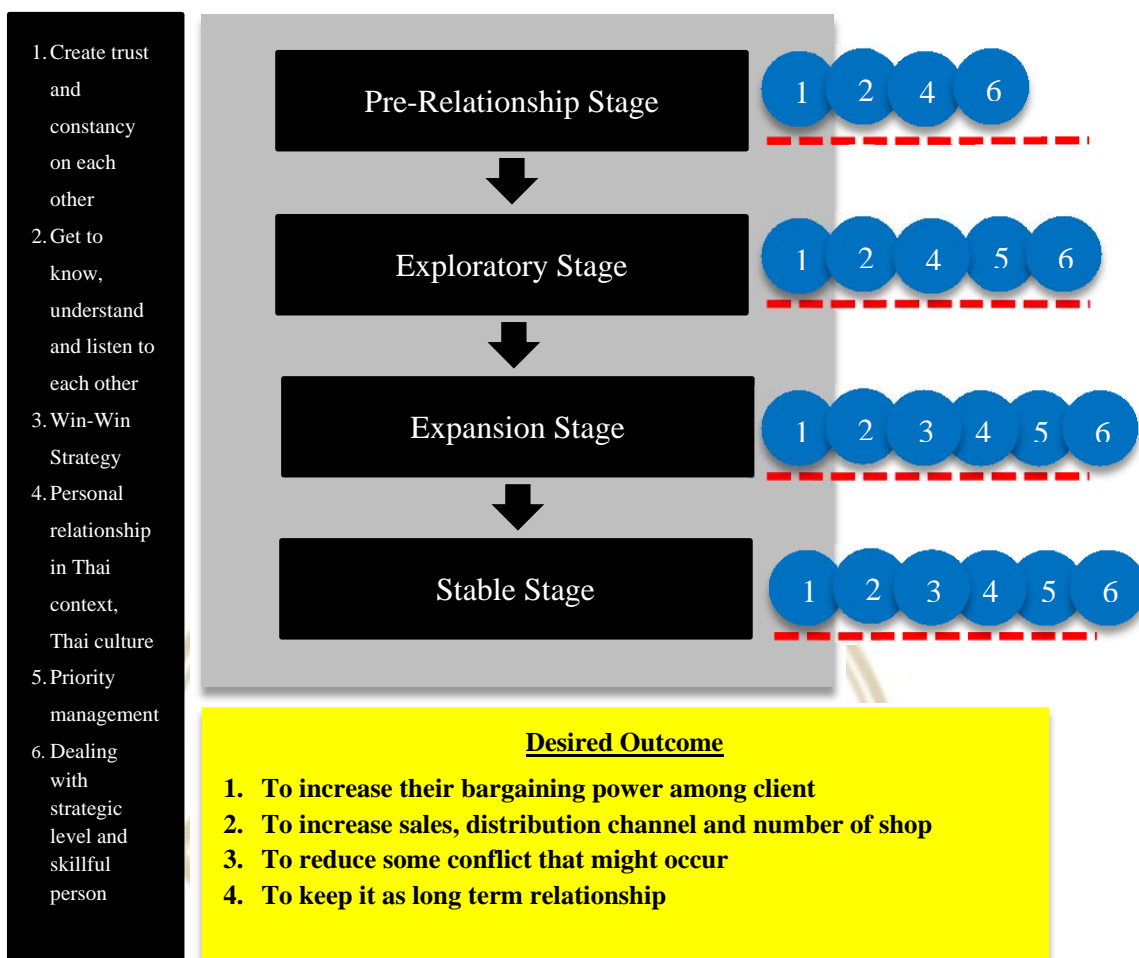 1. Create trust
and
constancy
on each
other
2. Get to
know,
understand
and listen to
each other
3. Win-Win
Strategy
4. Personal
relationship
in Thai
context,
Thai culture
5. Priority
management
6. Dealing
with
strategic
level and
skillful
person
Pre-Relationship Stage
1 2 4 6
Exploratory Stage
1 2 4 5 6
Expansion Stage
1 2 3 4 5 6
Stable Stage
1 2 3 4 5 6
Desired Outcome
1. To increase their bargaining power among client
2. To increase sales, distribution channel and number of shop
3. To reduce some conflict that might occur
4. To keep it as long term relationship